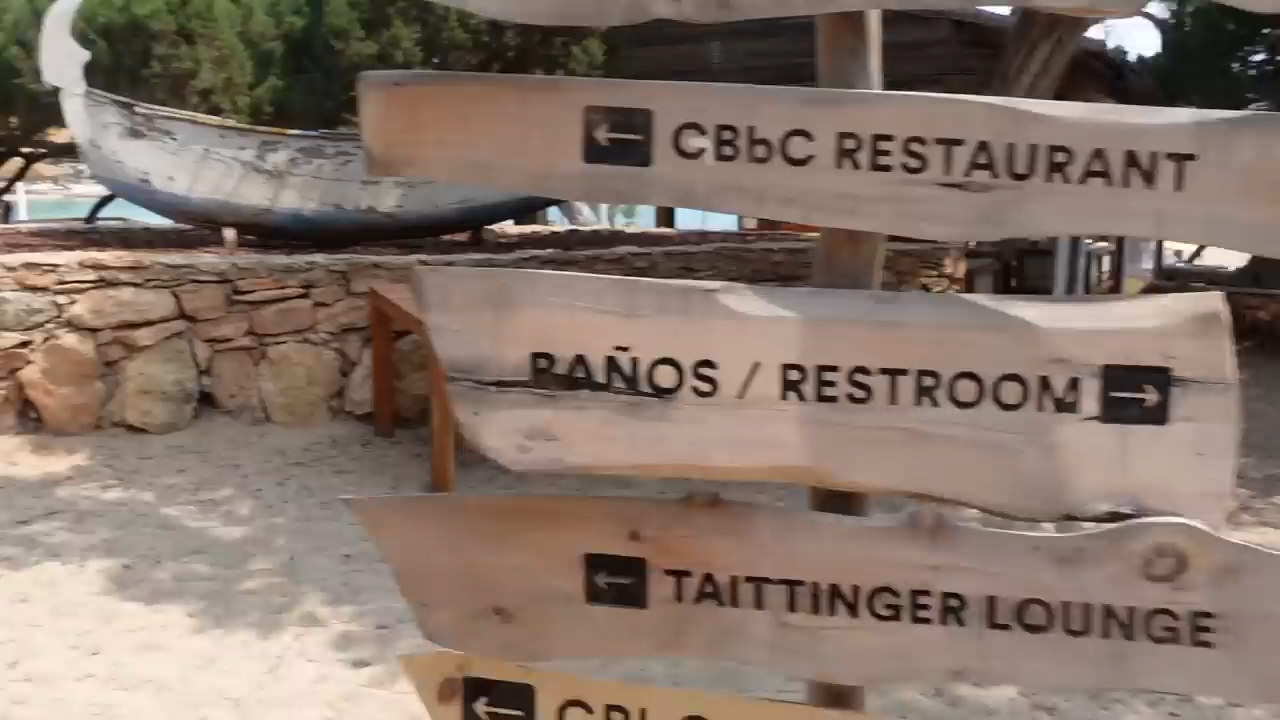 ← CBbC RESTAURANT
BAÑOS / RESTROOM →
← TAITTINGER LOUNGE
←